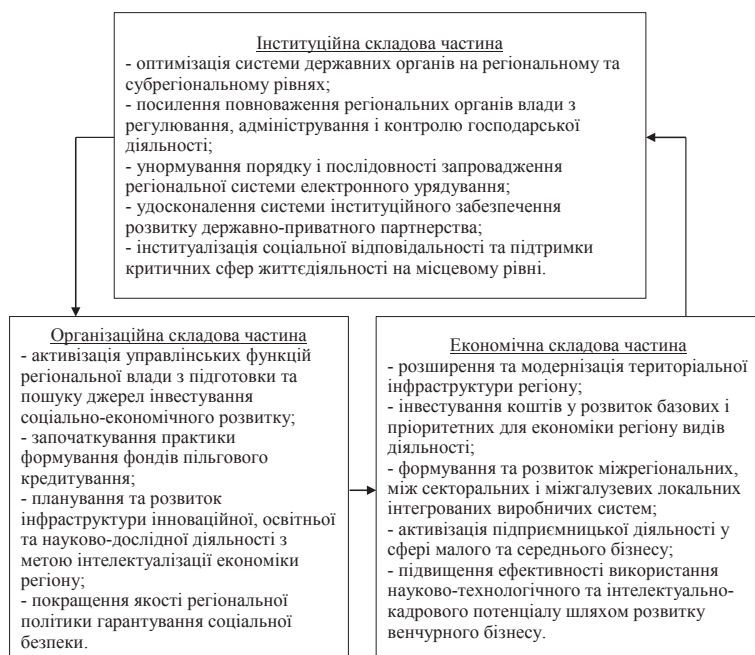 Інституційна складова частина
- оптимізація системи державних органів на регіональному та
субрегіональному рівнях;
- посилення повноваження регіональних органів влади з
регулювання, адміністрування і контролю господарської
діяльності;
- унормування порядку і послідовності запровадження
регіональної системи електронного урядування;
- удосконалення системи інституційного забезпечення
розвитку державно-приватного партнерства;
- інституалізація соціальної відповідальності та підтримки
критичних сфер життєдіяльності на місцевому рівні.
Організаційна складова частина
- активізація управлінських функцій
регіональної влади з підготовки та
пошуку джерел інвестування
соціально-економічного розвитку;
- започаткування практики
формування фондів пільгового
кредитування;
- планування та розвиток
інфраструктури інноваційної, освітньої
та науково-дослідної діяльності з
метою інтелектуалізації економіки
регіону;
- покращення якості регіональної
політики гарантування соціальної
безпеки.
Економічна складова частина
- розширення та модернізація територіальної
інфраструктури регіону;
- інвестування коштів у розвиток базових і
пріоритетних для економіки регіону видів
діяльності;
- формування та розвиток міжрегіональних,
між секторальних і міжгалузевих локальних
інтегрованих виробничих систем;
- активізація підприємницької діяльності у
сфері малого та середнього бізнесу;
- підвищення ефективності використання
науково-технологічного та інтелектуально-
кадрового потенціалу шляхом розвитку
венчурного бізнесу.